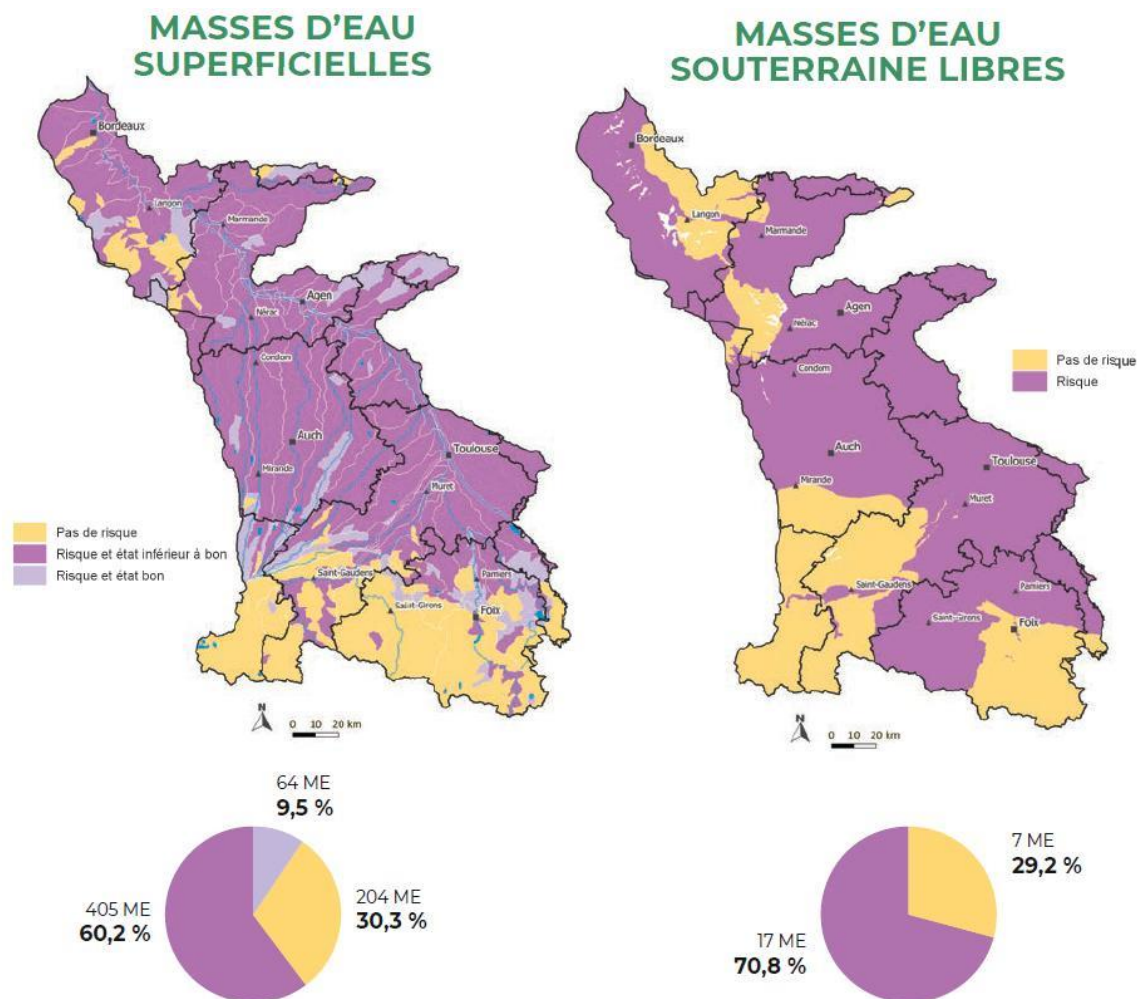 MASSES D'EAU
SUPERFICIELLES
Bordeaux
Langon
Marmande
Agen
Nérac
Condom
Auch
Mirande
Toulouse
Muret
Pas de risque
Risque et état inférieur à bon
Risque et état bon
Saint-Gaudens
Pamiers
Saint-Girons
Foix
N
0 10 20 km
64 ME
9,5 %
405 ME
60,2 %
204 ME
30,3 %
MASSES D'EAU
SOUTERRAINE LIBRES
Bordeaux
Langon
Marmande
Agen
Nérac
Pas de risque
Risque
Condom
Auch
Toulouse
Mirande
Muret
Saint-Gaudens
Pamiers
Saint-Girons
Foix
N
0 10 20 km
7 ME
29,2 %
17 ME
70,8 %